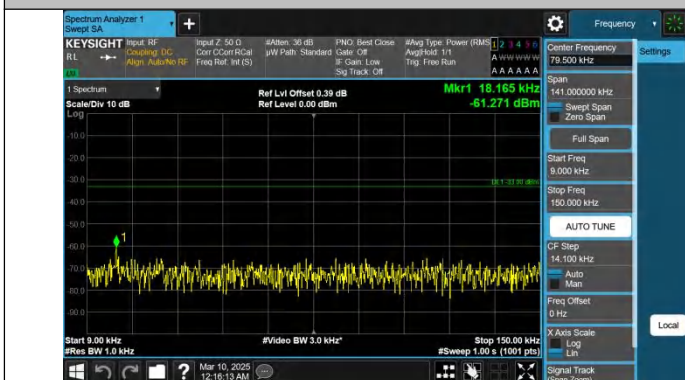 Spectrum Analyzer 1
Swept SA
+
Frequency
KEYSIGHT
RL
Input: RF
Coupling: DC
Align: Auto/No RF
Input Z: 50 Ω
Corr CCorr RCal
Freq Ref: Int (S)
#Atten: 36 dB
µW Path: Standard
PNO: Best Close
Gate: Off
IF Gain: Low
Sig Track: Off
#Avg Type: Power (RMS)
Avg|Hold: 1/1
Trig: Free Run
1 2 3 4 5 6
A W W W W W
A A A A A A
1 Spectrum
Scale/Div 10 dB
Log
Ref Lvl Offset 0.39 dB
Ref Level 0.00 dBm
Mkr1 18.165 kHz
-61.271 dBm
-10.0
-20.0
-30.0
-40.0
-50.0
-60.0
-70.0
-80.0
-90.0
1
Start 9.00 kHz
#Res BW 1.0 kHz
#Video BW 3.0 kHz*
Stop 150.00 kHz
#Sweep 1.00 s (1001 pts)
Mar 10, 2025
12:16:13 AM
Center Frequency
79.500 kHz
Span
141.000000 kHz
Swept Span
Zero Span
Full Span
Start Freq
9.000 kHz
Stop Freq
150.000 kHz
AUTO TUNE
CF Step
14.100 kHz
Auto
Man
Freq Offset
0 Hz
X Axis Scale
Log
Lin
Signal Track
(Span Zoom)
Settings
Local